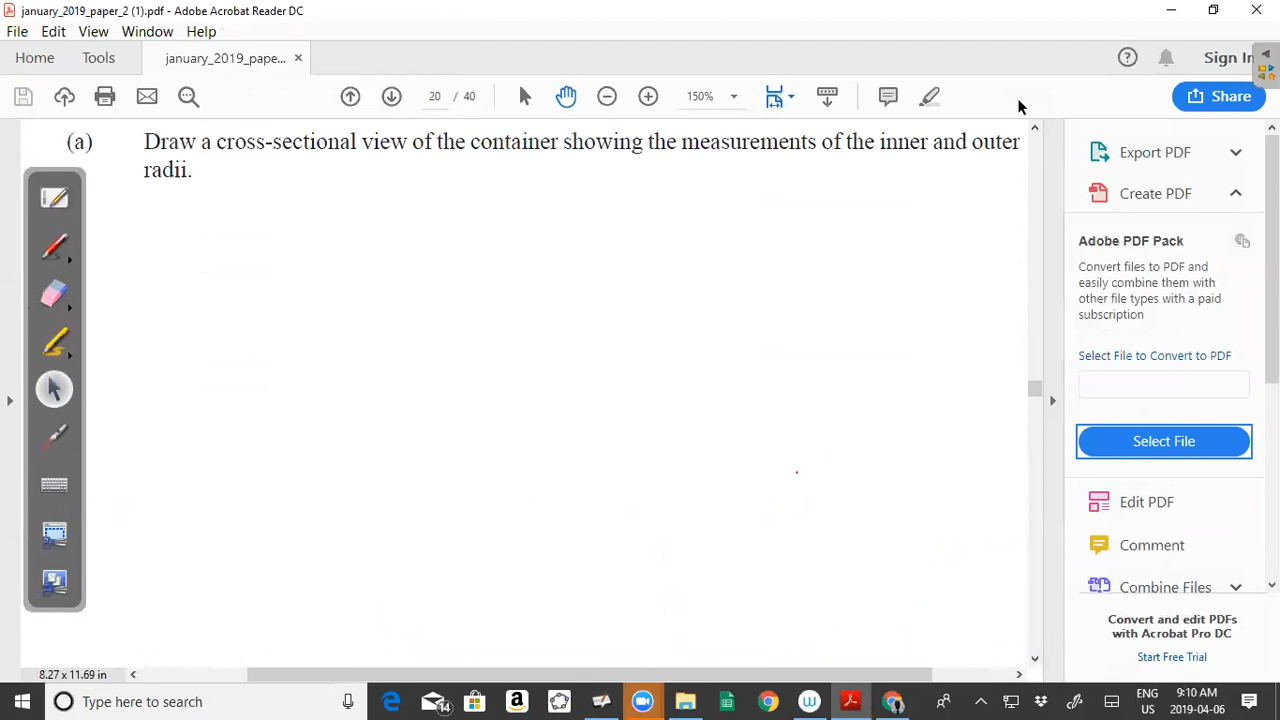 january_2019_paper_2 (1).pdf - Adobe Acrobat Reader DC
File Edit View Window Help
Home Tools january_2019_pape... × Sign In
20 / 40 150% Share
(a) Draw a cross-sectional view of the container showing the measurements of the inner and outer
radii.
Export PDF
Create PDF
Adobe PDF Pack
Convert files to PDF and
easily combine them with
other file types with a paid
subscription
Select File to Convert to PDF
Select File
Edit PDF
Comment
Combine Files
Convert and edit PDFs
with Acrobat Pro DC
Start Free Trial
8.27 x 11.69 in
Type here to search
14
ENG
US
9:10 AM
2019-04-06